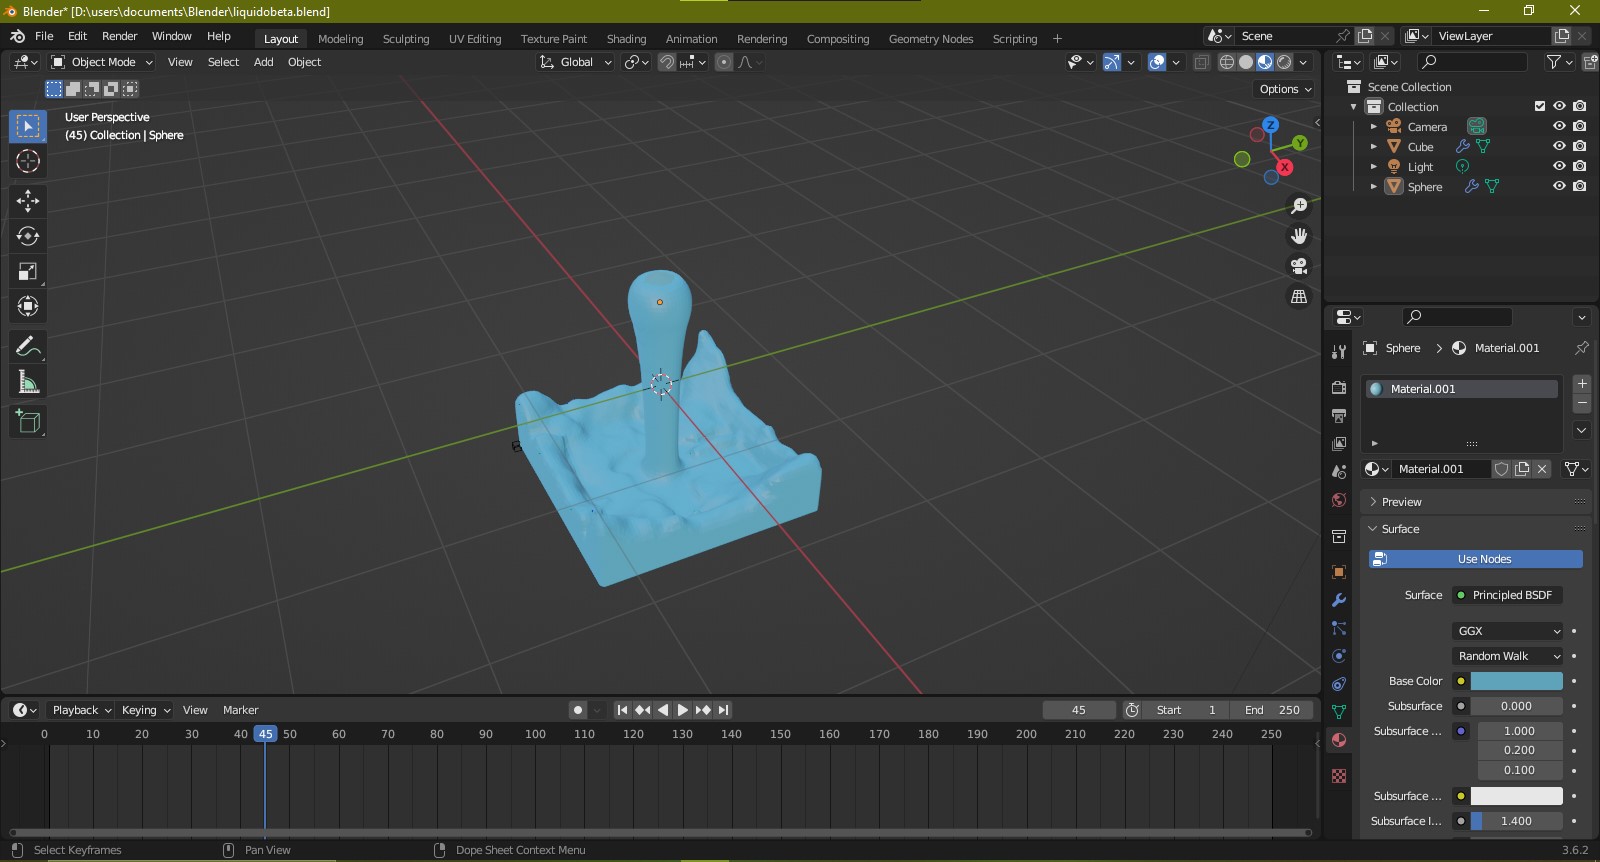 Blender* [D:\users\documents\Blender\liquidobeta.blend]
File Edit Render Window Help Layout Modeling Sculpting UV Editing Texture Paint Shading Animation Rendering Compositing Geometry Nodes Scripting + Scene ViewLayer
Object Mode View Select Add Object Global
Options
User Perspective
(45) Collection | Sphere
Z
Y
X
Scene Collection
Collection
Camera
Cube
Light
Sphere
Sphere > Material.001
Material.001
Material.001
Preview
Surface
Use Nodes
Surface Principled BSDF
GGX
Random Walk
Base Color
Subsurface 0.000
Subsurface ... 1.000
0.200
0.100
Subsurface ...
Subsurface I... 1.400
Playback Keying View Marker 45 Start 1 End 250
0 10 20 30 40 45 50 60 70 80 90 100 110 120 130 140 150 160 170 180 190 200 210 220 230 240 250
Select Keyframes Pan View Dope Sheet Context Menu 3.6.2